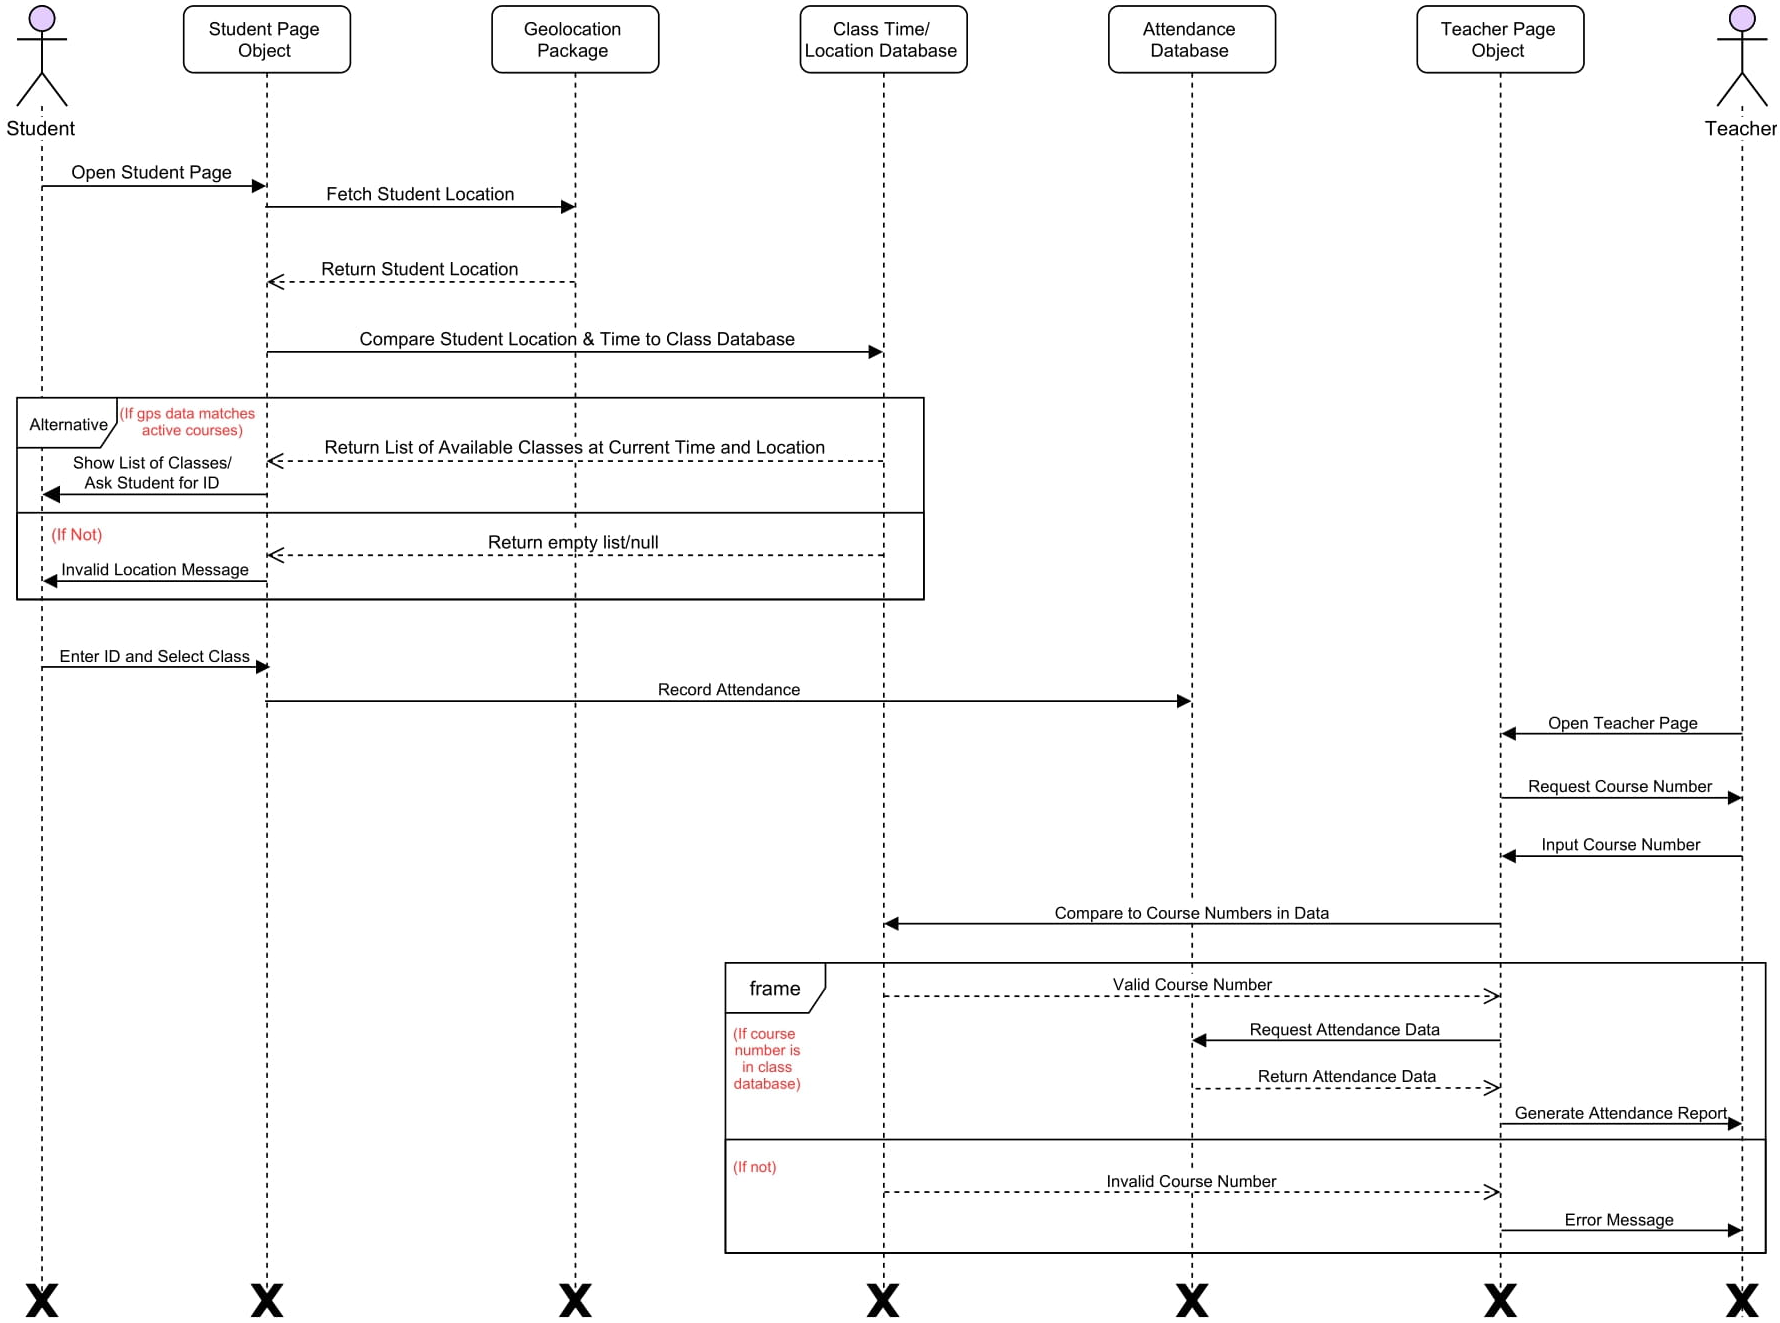 Student Page
Object
Geolocation
Package
Class Time/
Location Database
Attendance
Database
Teacher Page
Object
Student
Teacher
Open Student Page
Fetch Student Location
Return Student Location
Compare Student Location & Time to Class Database
Alternative
(If gps data matches
active courses)
Return List of Available Classes at Current Time and Location
Show List of Classes/
Ask Student for ID
(If Not)
Return empty list/null
Invalid Location Message
Enter ID and Select Class
Record Attendance
Open Teacher Page
Request Course Number
Input Course Number
Compare to Course Numbers in Data
frame
Valid Course Number
(If course
number is
in class
database)
Request Attendance Data
Return Attendance Data
Generate Attendance Report
(If not)
Invalid Course Number
Error Message
X X X X X X X